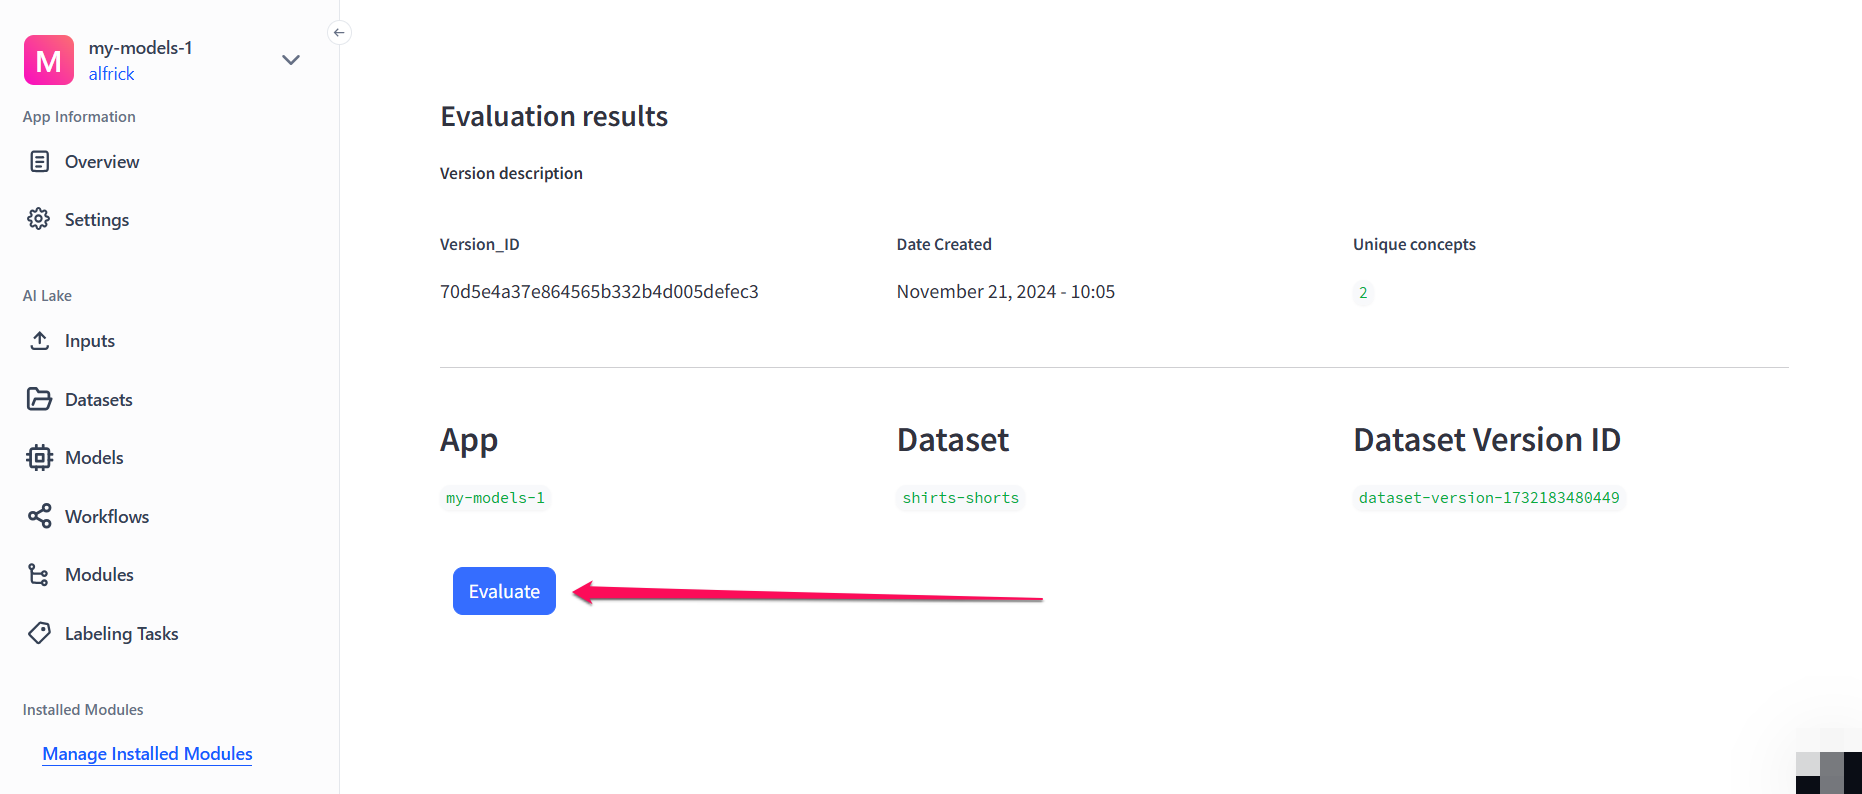 M
my-models-1
alfrick
App Information
Overview
Settings
AI Lake
Inputs
Datasets
Models
Workflows
Modules
Labeling Tasks
Installed Modules
Manage Installed Modules
Evaluation results
Version description
Version_ID
Date Created
Unique concepts
70d5e4a37e864565b332b4d005defec3
November 21, 2024 - 10:05
2
App
Dataset
Dataset Version ID
my-models-1
shirts-shorts
dataset-version-1732183480449
Evaluate